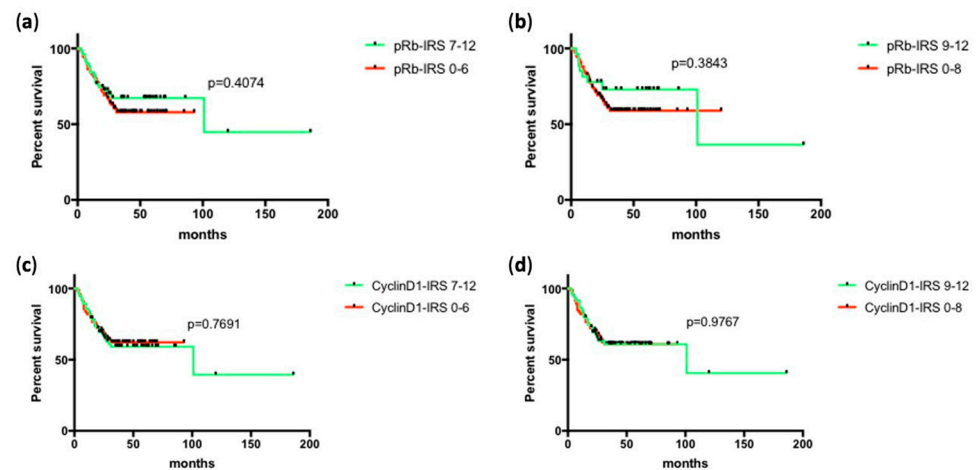 (a)
pRb-IRS 7-12
pRb-IRS 0-6
p=0.4074
Percent survival
100
50
0
0 50 100 150 200
months
(b)
pRb-IRS 9-12
pRb-IRS 0-8
p=0.3843
Percent survival
100
50
0
0 50 100 150 200
months
(c)
CyclinD1-IRS 7-12
CyclinD1-IRS 0-6
p=0.7691
Percent survival
100
50
0
0 50 100 150 200
months
(d)
CyclinD1-IRS 9-12
CyclinD1-IRS 0-8
p=0.9767
Percent survival
100
50
0
0 50 100 150 200
months